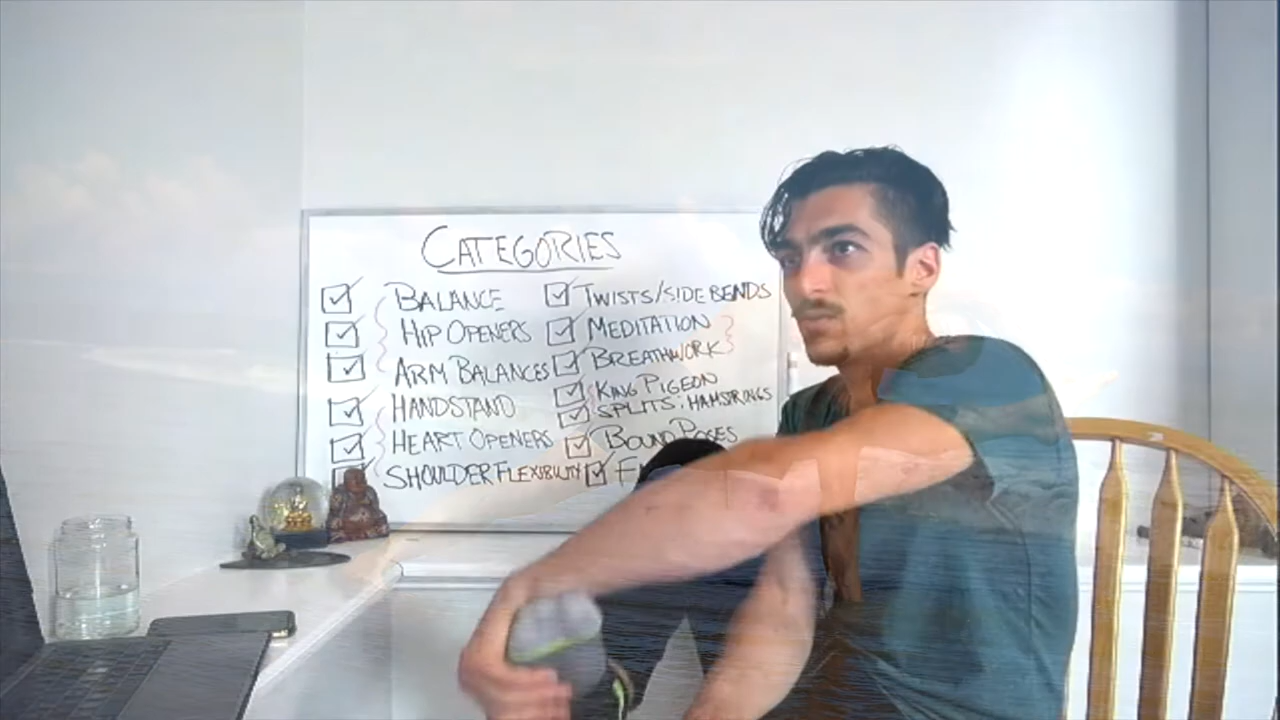 CATEGORIES
BALANCE
HIP OPENERS
ARM BALANCES
HANDSTAND
HEART OPENERS
SHOULDER FLEXIBILITY
TWISTS/SIDE BENDS
MEDITATION
BREATHWORK
KING PIGEON
SPLITS: HAMSTRINGS
BOUND POSES